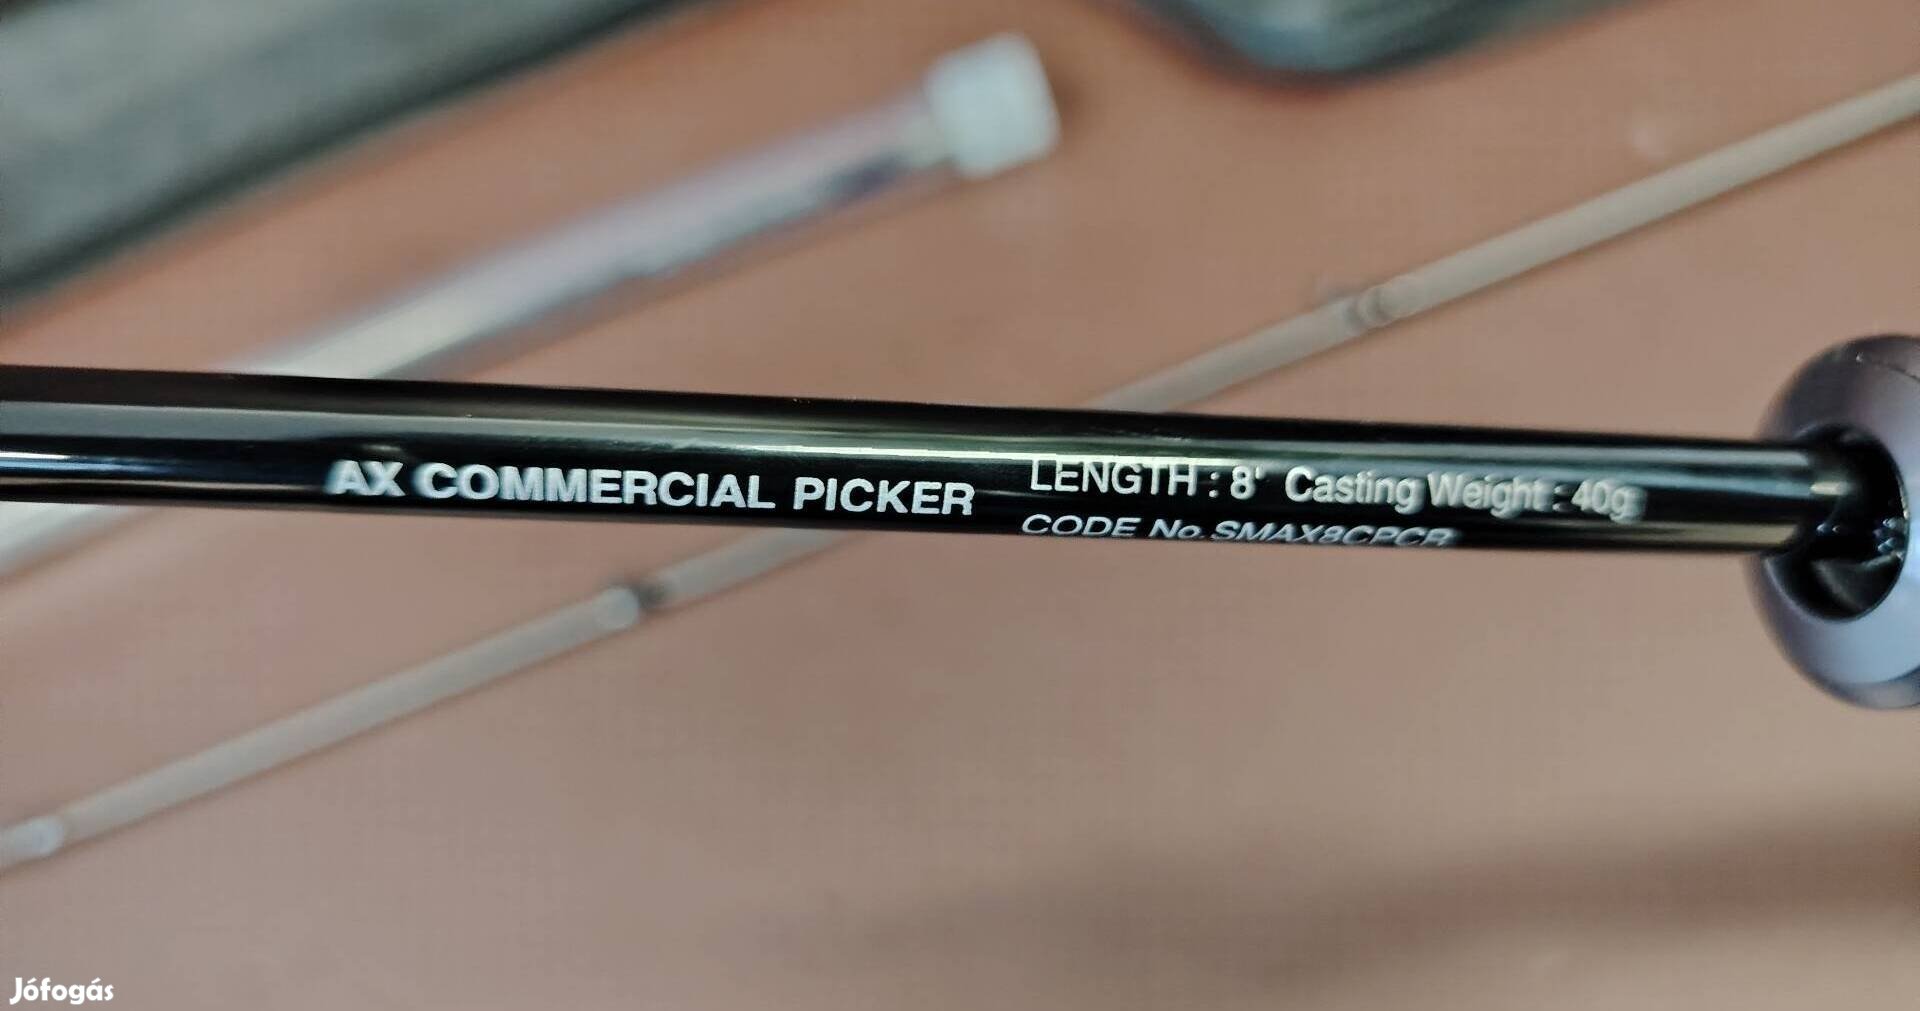 AX COMMERCIAL PICKER LENGTH : 8' Casting Weight : 40g
CODE No. SMAX8CPCR
Jófogás